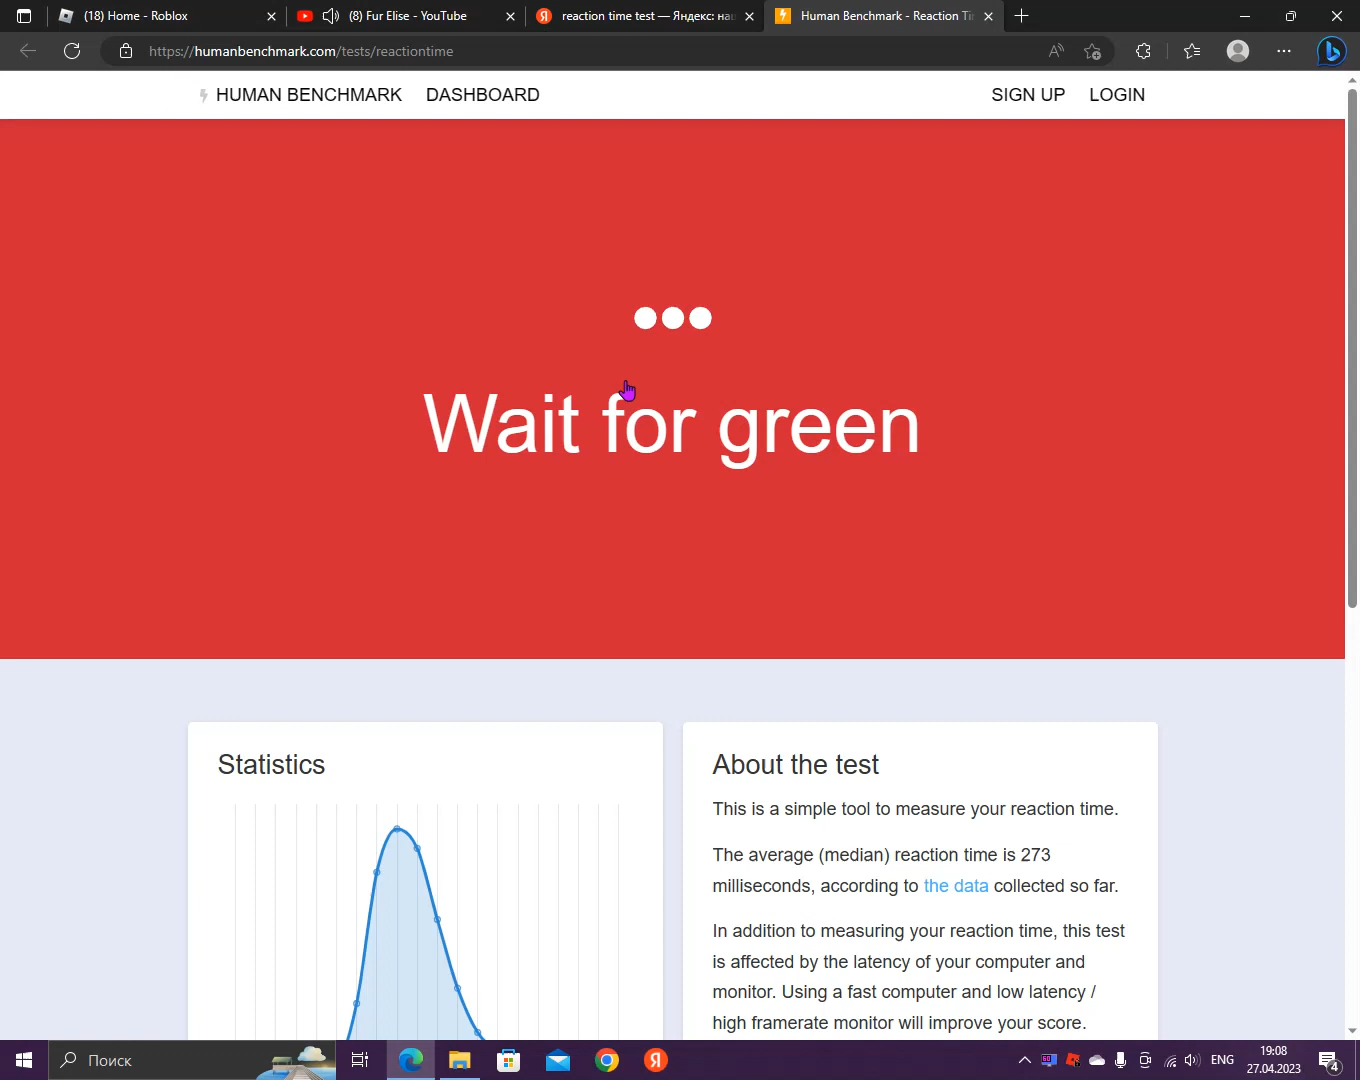 (18) Home - Roblox
(8) Fur Elise - YouTube
reaction time test — Яндекс: наш
Human Benchmark - Reaction Ti
https://humanbenchmark.com/tests/reactiontime
HUMAN BENCHMARK
DASHBOARD
SIGN UP
LOGIN
Wait for green
Statistics
About the test
This is a simple tool to measure your reaction time.
The average (median) reaction time is 273
milliseconds, according to the data collected so far.
In addition to measuring your reaction time, this test
is affected by the latency of your computer and
monitor. Using a fast computer and low latency /
high framerate monitor will improve your score.
Поиск
60
ENG
19:08
27.04.2023
4